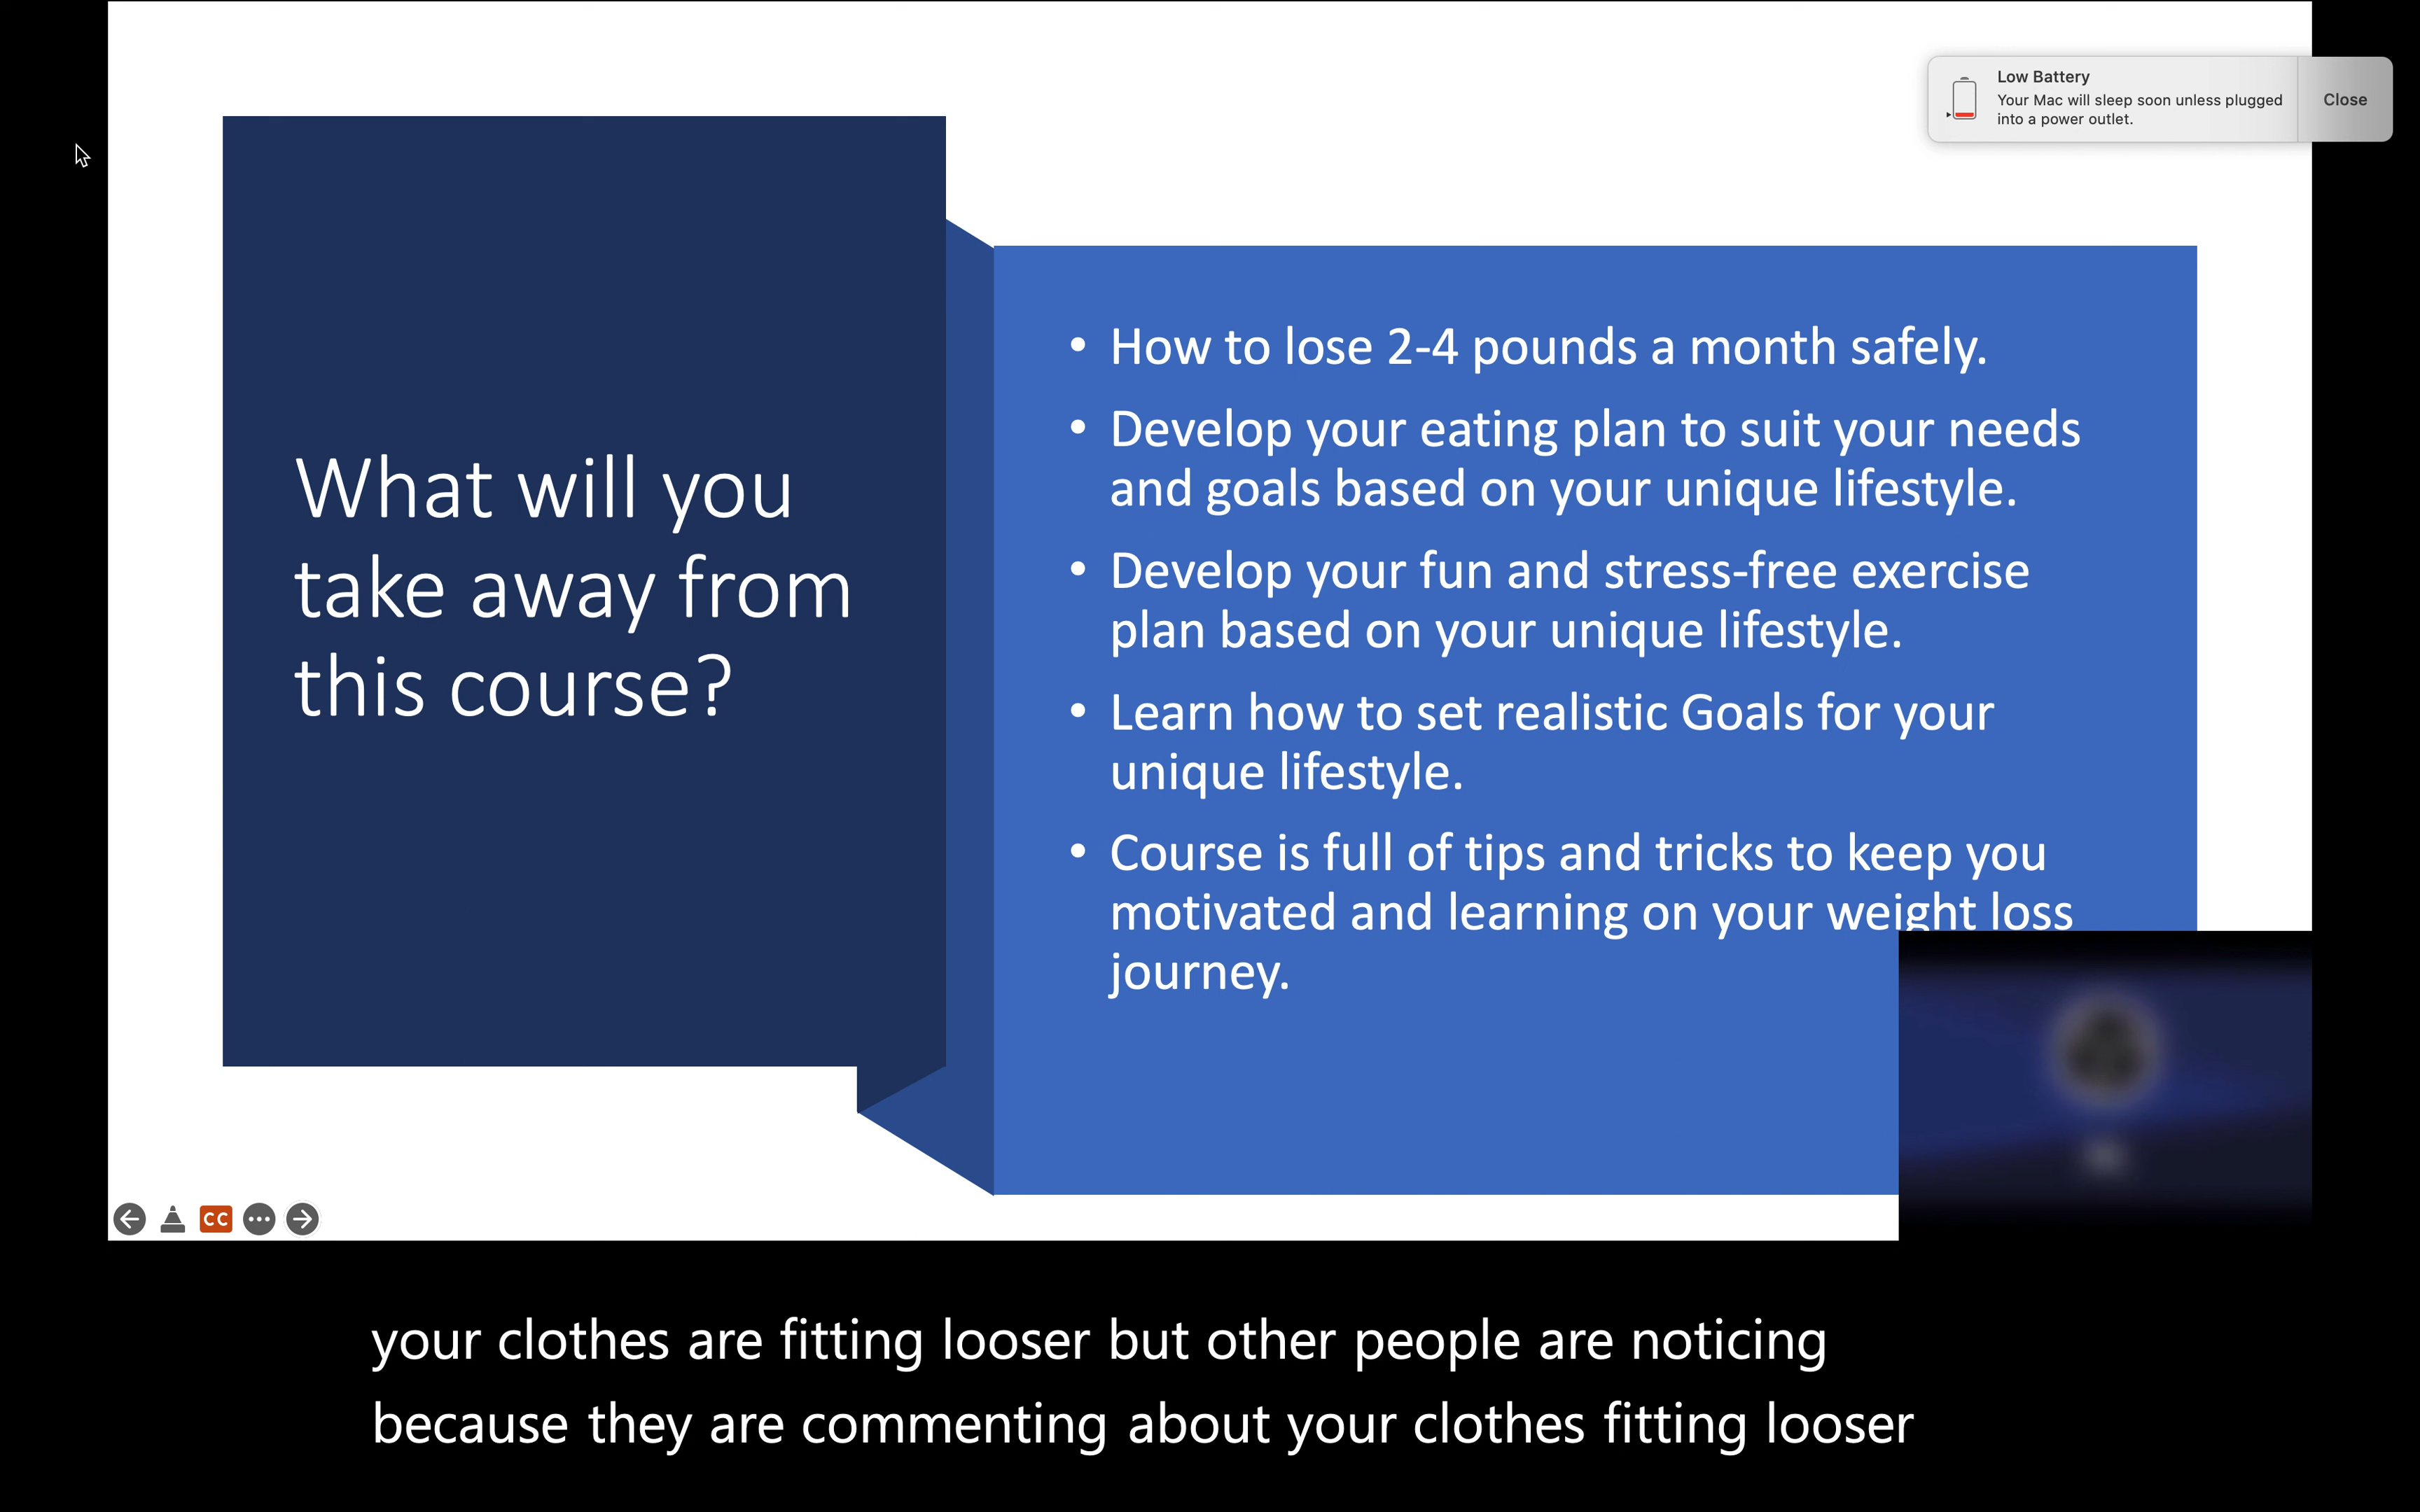 Low Battery
Your Mac will sleep soon unless plugged
into a power outlet.
Close
What will you
take away from
this course?
• How to lose 2-4 pounds a month safely.
• Develop your eating plan to suit your needs
and goals based on your unique lifestyle.
• Develop your fun and stress-free exercise
plan based on your unique lifestyle.
• Learn how to set realistic Goals for your
unique lifestyle.
• Course is full of tips and tricks to keep you
motivated and learning on your weight loss
journey.
CC
your clothes are fitting looser but other people are noticing
because they are commenting about your clothes fitting looser